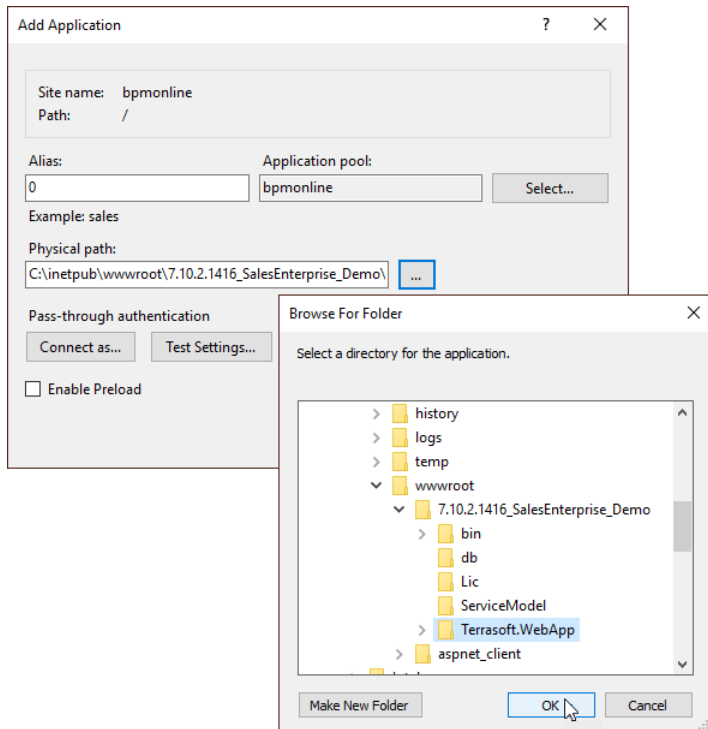 Add Application
?
Site name: bpmonline
Path: /
Alias:
Application pool:
0
bpmonline
Select...
Example: sales
Physical path:
C:\inetpub\wwwroot\7.10.2.1416_SalesEnterprise_Demo\
...
Pass-through authentication
Connect as...
Test Settings...
Enable Preload
Browse For Folder
Select a directory for the application.
history
logs
temp
wwwroot
7.10.2.1416_SalesEnterprise_Demo
bin
db
Lic
ServiceModel
Terrasoft.WebApp
aspnet_client
Make New Folder
OK
Cancel